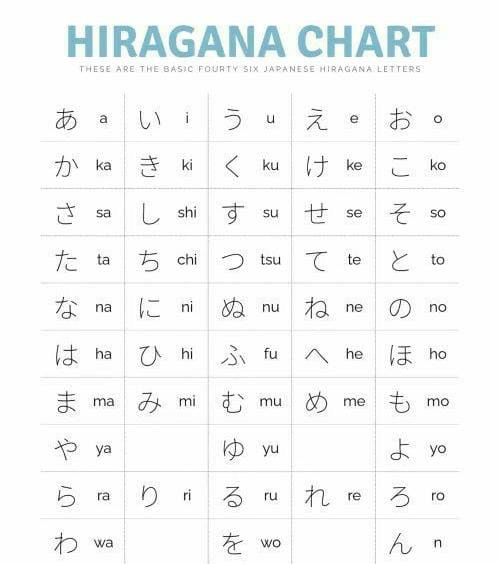 HIRAGANA CHART
THESE ARE THE BASIC FOURTY SIX JAPANESE HIRAGANA LETTERS
あ a い i う u え e お o
か ka き ki く ku け ke こ ko
さ sa し shi す su せ se そ so
た ta ち chi つ tsu て te と to
な na に ni ぬ nu ね ne の no
は ha ひ hi ふ fu へ he ほ ho
ま ma み mi む mu め me も mo
や ya ゆ yu よ yo
ら ra り ri る ru れ re ろ ro
わ wa を wo ん n